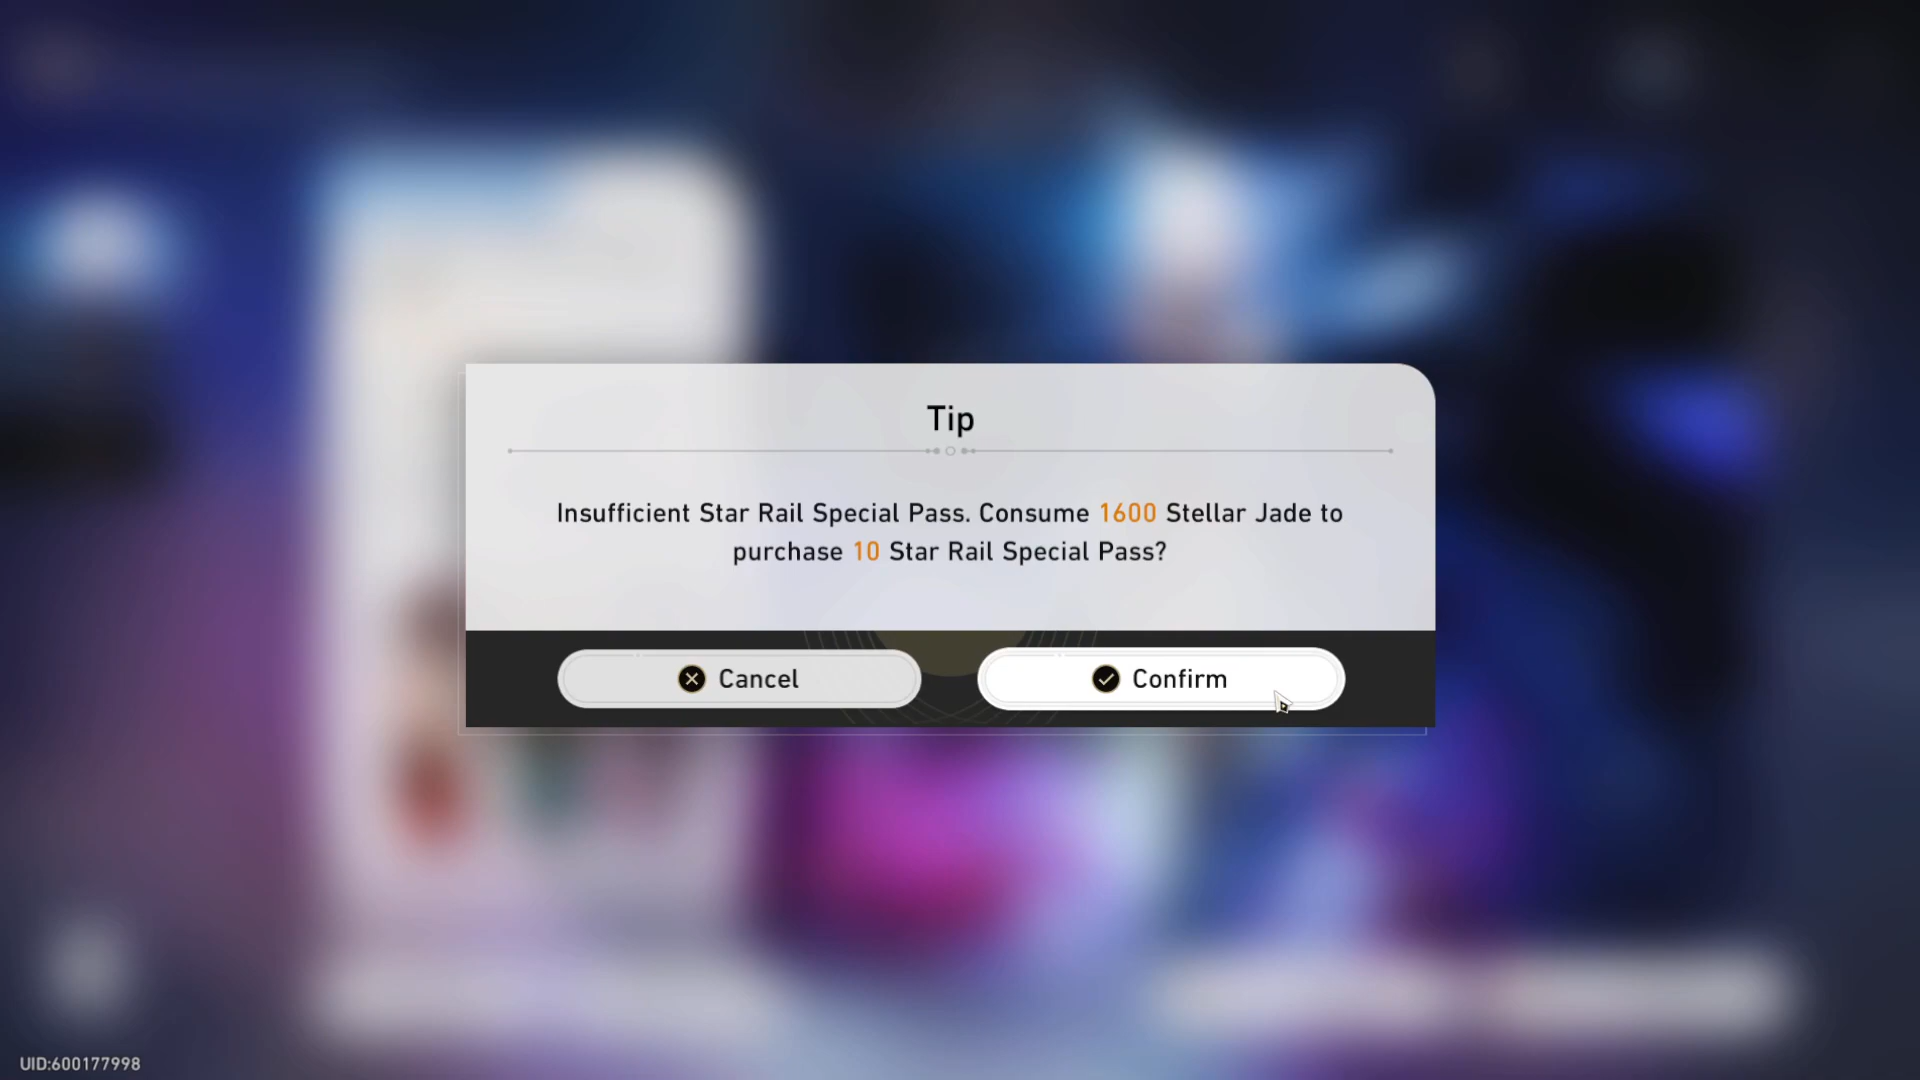 Tip
Insufficient Star Rail Special Pass. Consume 1600 Stellar Jade to
purchase 10 Star Rail Special Pass?
Cancel
Confirm
UID:600177998